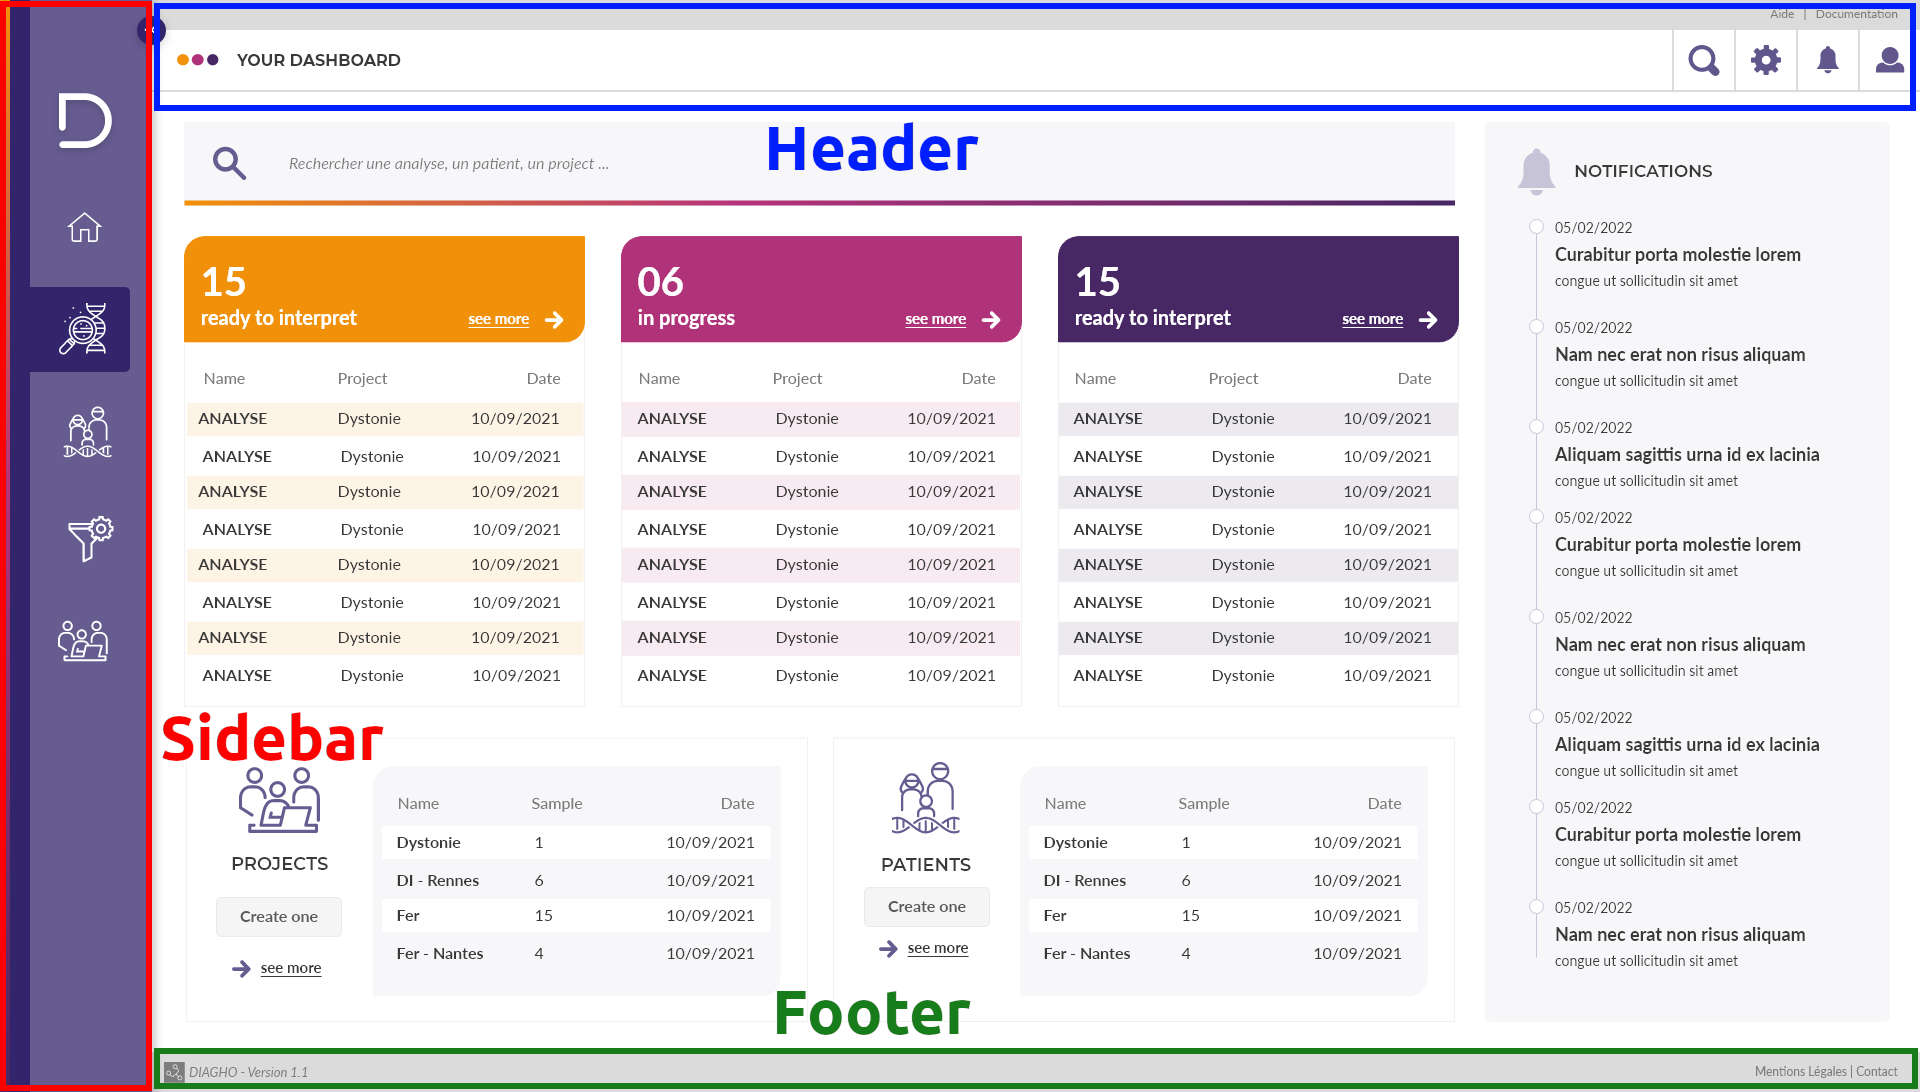 Aide | Documentation
YOUR DASHBOARD
Header
Rechercher une analyse, un patient, un project ...
15
ready to interpret
see more
Name Project Date
ANALYSE Dystonie 10/09/2021
ANALYSE Dystonie 10/09/2021
ANALYSE Dystonie 10/09/2021
ANALYSE Dystonie 10/09/2021
ANALYSE Dystonie 10/09/2021
ANALYSE Dystonie 10/09/2021
ANALYSE Dystonie 10/09/2021
ANALYSE Dystonie 10/09/2021
06
in progress
see more
Name Project Date
ANALYSE Dystonie 10/09/2021
ANALYSE Dystonie 10/09/2021
ANALYSE Dystonie 10/09/2021
ANALYSE Dystonie 10/09/2021
ANALYSE Dystonie 10/09/2021
ANALYSE Dystonie 10/09/2021
ANALYSE Dystonie 10/09/2021
ANALYSE Dystonie 10/09/2021
15
ready to interpret
see more
Name Project Date
ANALYSE Dystonie 10/09/2021
ANALYSE Dystonie 10/09/2021
ANALYSE Dystonie 10/09/2021
ANALYSE Dystonie 10/09/2021
ANALYSE Dystonie 10/09/2021
ANALYSE Dystonie 10/09/2021
ANALYSE Dystonie 10/09/2021
ANALYSE Dystonie 10/09/2021
Sidebar
PROJECTS
Create one
see more
Name Sample Date
Dystonie 1 10/09/2021
DI - Rennes 6 10/09/2021
Fer 15 10/09/2021
Fer - Nantes 4 10/09/2021
PATIENTS
Create one
see more
Name Sample Date
Dystonie 1 10/09/2021
DI - Rennes 6 10/09/2021
Fer 15 10/09/2021
Fer - Nantes 4 10/09/2021
NOTIFICATIONS
05/02/2022
Curabitur porta molestie lorem
congue ut sollicitudin sit amet
05/02/2022
Nam nec erat non risus aliquam
congue ut sollicitudin sit amet
05/02/2022
Aliquam sagittis urna id ex lacinia
congue ut sollicitudin sit amet
05/02/2022
Curabitur porta molestie lorem
congue ut sollicitudin sit amet
05/02/2022
Nam nec erat non risus aliquam
congue ut sollicitudin sit amet
05/02/2022
Aliquam sagittis urna id ex lacinia
congue ut sollicitudin sit amet
05/02/2022
Curabitur porta molestie lorem
congue ut sollicitudin sit amet
05/02/2022
Nam nec erat non risus aliquam
congue ut sollicitudin sit amet
Footer
DIAGHO - Version 1.1
Mentions Légales | Contact